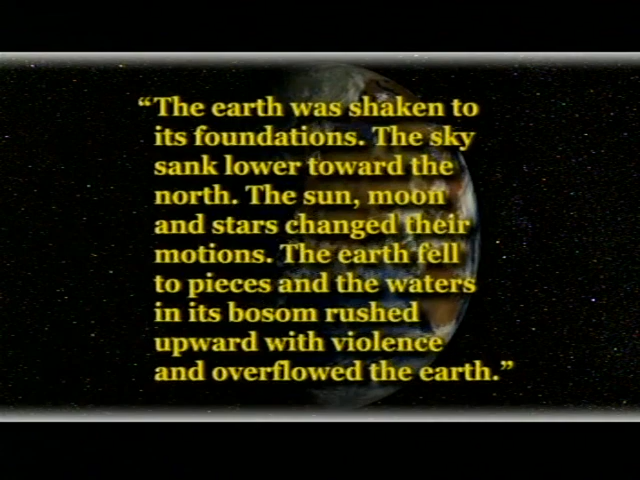 “The earth was shaken to
its foundations. The sky
sank lower toward the
north. The sun, moon
and stars changed their
motions. The earth fell
to pieces and the waters
in its bosom rushed
upward with violence
and overflowed the earth.”